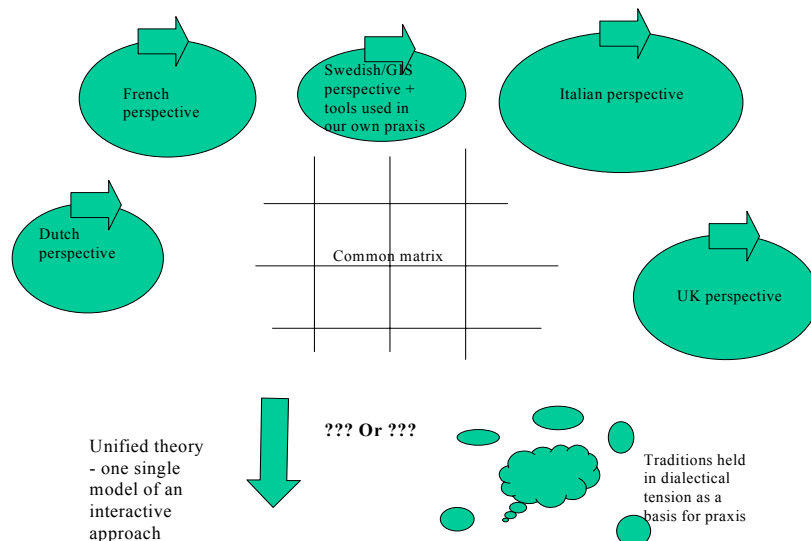 French
perspective
Swedish/GIS
perspective +
tools used in
our own praxis
Italian perspective
Dutch
perspective
Common matrix
UK perspective
??? Or ???
Unified theory
- one single
model of an
interactive
approach
Traditions held
in dialectical
tension as a
basis for praxis